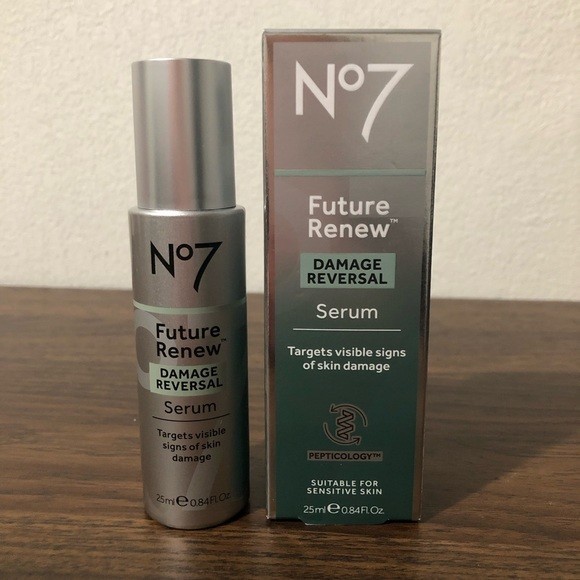 No7
Future
Renew™
DAMAGE
REVERSAL
Serum
Targets visible
signs of skin
damage
25ml ℮ 0.84Fl.Oz.
No7
Future
Renew™
DAMAGE
REVERSAL
Serum
Targets visible signs
of skin damage
PEPTICOLOGY™
SUITABLE FOR
SENSITIVE SKIN
25ml ℮ 0.84Fl.Oz.